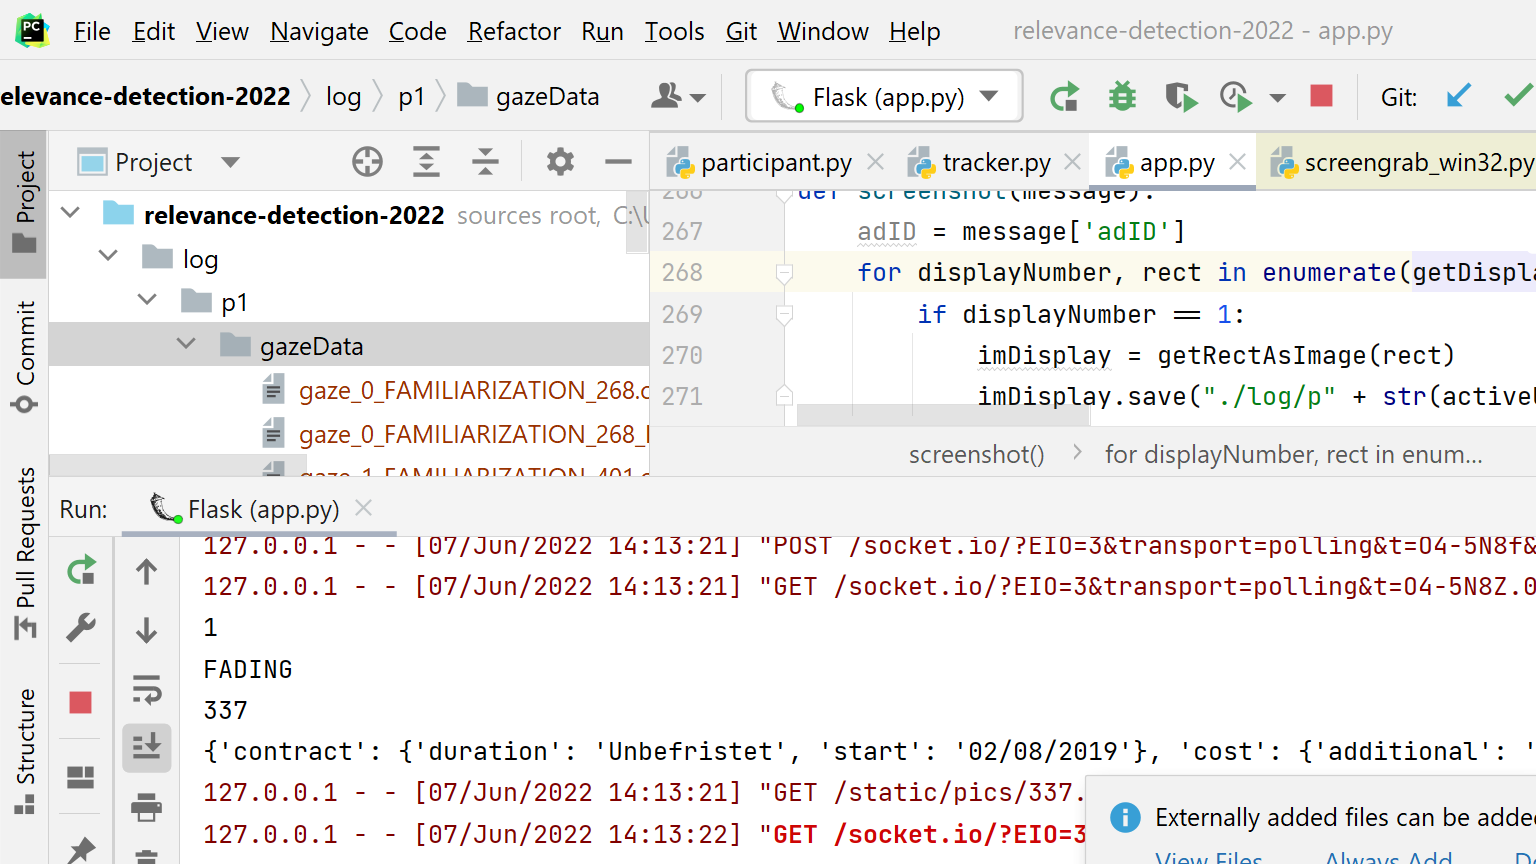 File Edit View Navigate Code Refactor Run Tools Git Window Help relevance-detection-2022 - app.py
elevance-detection-2022 log p1 gazeData Flask (app.py) Git:
Project
participant.py tracker.py app.py screengrab_win32.py
relevance-detection-2022 sources root, C:\U
log
p1
gazeData
gaze_0_FAMILIARIZATION_268.c
gaze_0_FAMILIARIZATION_268_
gaze_1_FAMILIARIZATION_401.c
266 def screenshot(message):
267 adID = message['adID']
268 for displayNumber, rect in enumerate(getDispla
269 if displayNumber == 1:
270 imDisplay = getRectAsImage(rect)
271 imDisplay.save("./log/p" + str(activeU
screenshot() for displayNumber, rect in enum...
Project
Commit
Pull Requests
Structure
Run: Flask (app.py)
127.0.0.1 - - [07/Jun/2022 14:13:21] "POST /socket.io/?EIO=3&transport=polling&t=O4-5N8f&
127.0.0.1 - - [07/Jun/2022 14:13:21] "GET /socket.io/?EIO=3&transport=polling&t=O4-5N8Z.0
1
FADING
337
{'contract': {'duration': 'Unbefristet', 'start': '02/08/2019'}, 'cost': {'additional': '
127.0.0.1 - - [07/Jun/2022 14:13:21] "GET /static/pics/337.
127.0.0.1 - - [07/Jun/2022 14:13:22] "GET /socket.io/?EIO=3
Externally added files can be added
View Files Always Add